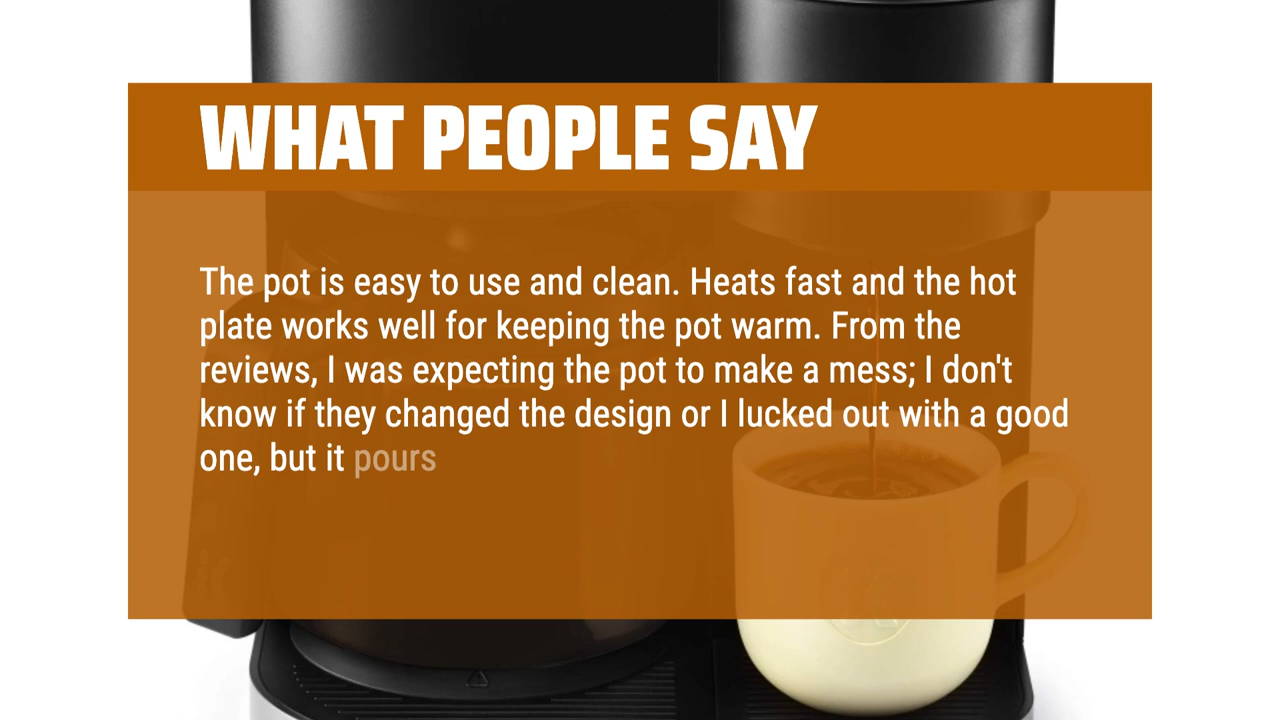 WHAT PEOPLE SAY
The pot is easy to use and clean. Heats fast and the hot
plate works well for keeping the pot warm. From the
reviews, I was expecting the pot to make a mess; I don't
know if they changed the design or I lucked out with a good
one, but it pours